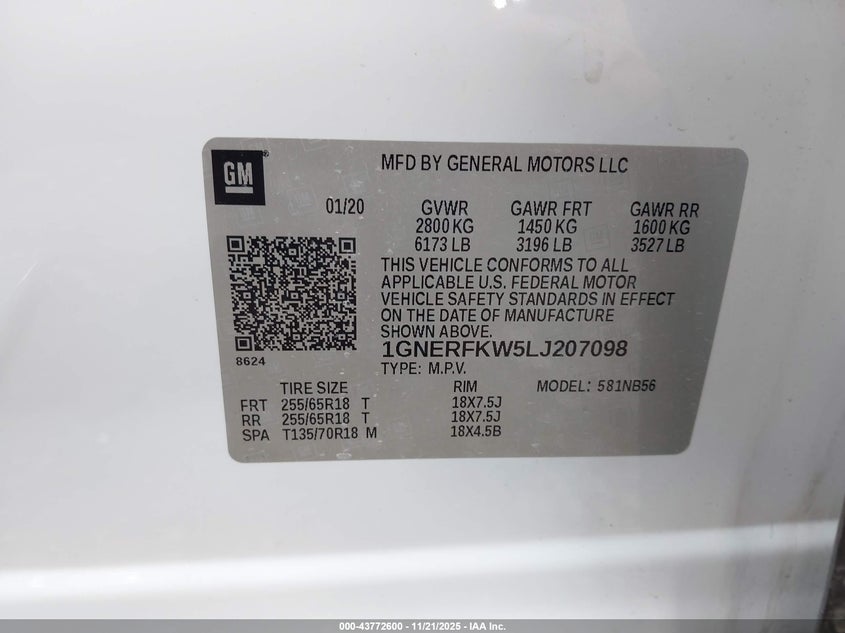 GM
MFD BY GENERAL MOTORS LLC
01/20 GVWR GAWR FRT GAWR RR
2800 KG 1450 KG 1600 KG
6173 LB 3196 LB 3527 LB
THIS VEHICLE CONFORMS TO ALL
APPLICABLE U.S. FEDERAL MOTOR
VEHICLE SAFETY STANDARDS IN EFFECT
ON THE DATE OF MANUFACTURE
SHOWN ABOVE.
8624
1GNERFKW5LJ207098
TYPE: M.P.V.
TIRE SIZE RIM MODEL: 581NB56
FRT 255/65R18 T 18X7.5J
RR 255/65R18 T 18X7.5J
SPA T135/70R18 M 18X4.5B
000-43772600 - 11/21/2025 - IAA Inc.